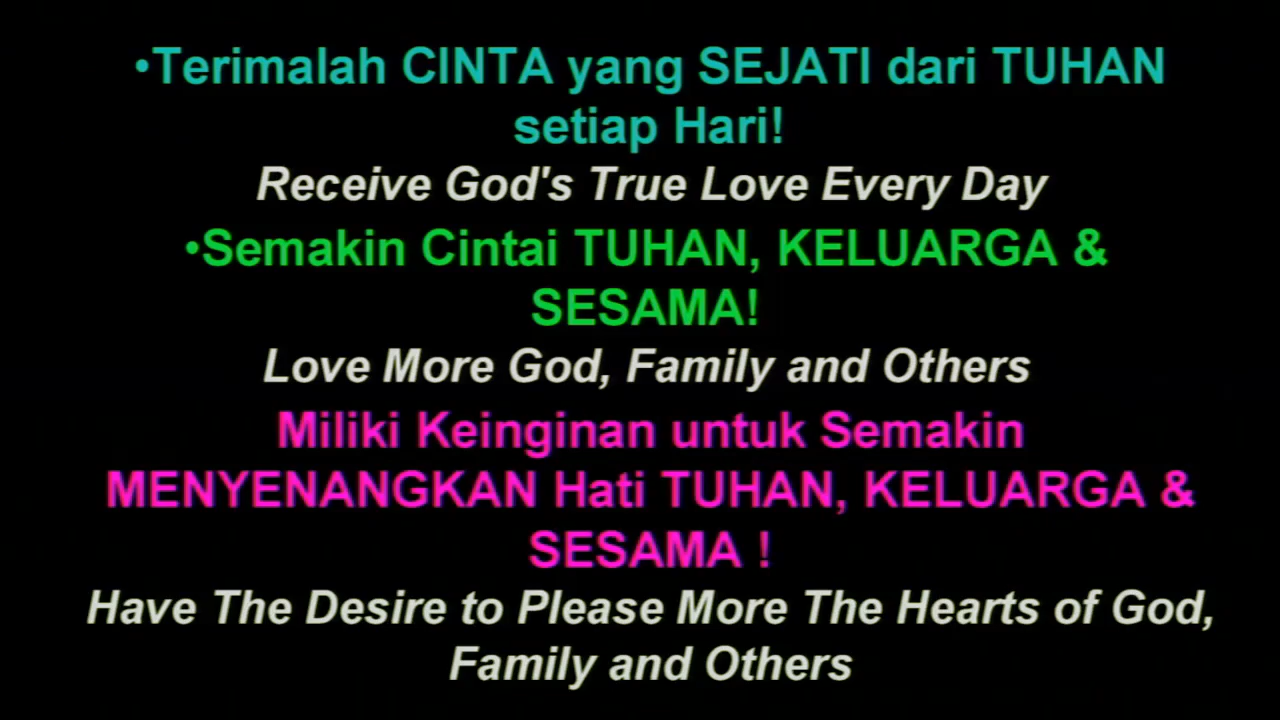 •Terimalah CINTA yang SEJATI dari TUHAN
setiap Hari!
Receive God's True Love Every Day
•Semakin Cintai TUHAN, KELUARGA &
SESAMA!
Love More God, Family and Others
Miliki Keinginan untuk Semakin
MENYENANGKAN Hati TUHAN, KELUARGA &
SESAMA !
Have The Desire to Please More The Hearts of God,
Family and Others